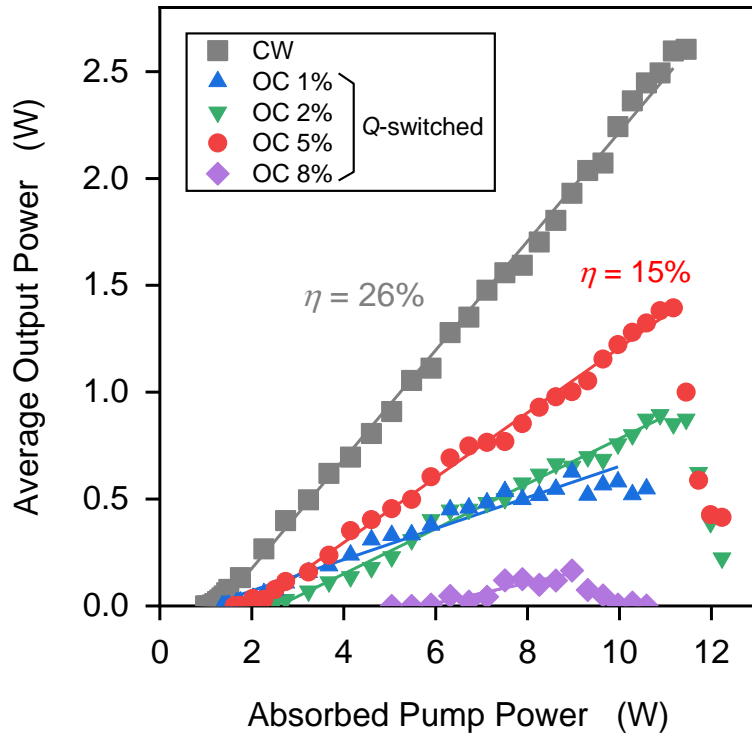 CW
OC 1%
OC 2%
Q-switched
OC 5%
OC 8%
η = 26%
η = 15%
Average Output Power (W)
2.5
2.0
1.5
1.0
0.5
0.0
0 2 4 6 8 10 12
Absorbed Pump Power (W)